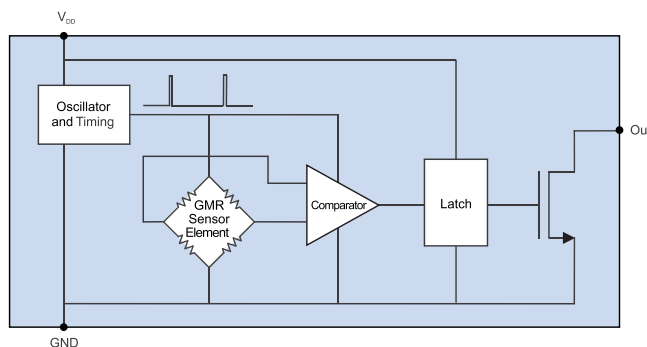 VDD
Oscillator
and Timing
GMR
Sensor
Element
Comparator
Latch
Ou
GND